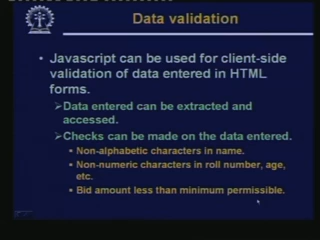 Data validation
• Javascript can be used for client-side
validation of data entered in HTML
forms.
➢Data entered can be extracted and
accessed.
➢Checks can be made on the data entered.
▪ Non-alphabetic characters in name.
▪ Non-numeric characters in roll number, age,
etc.
▪ Bid amount less than minimum permissible.